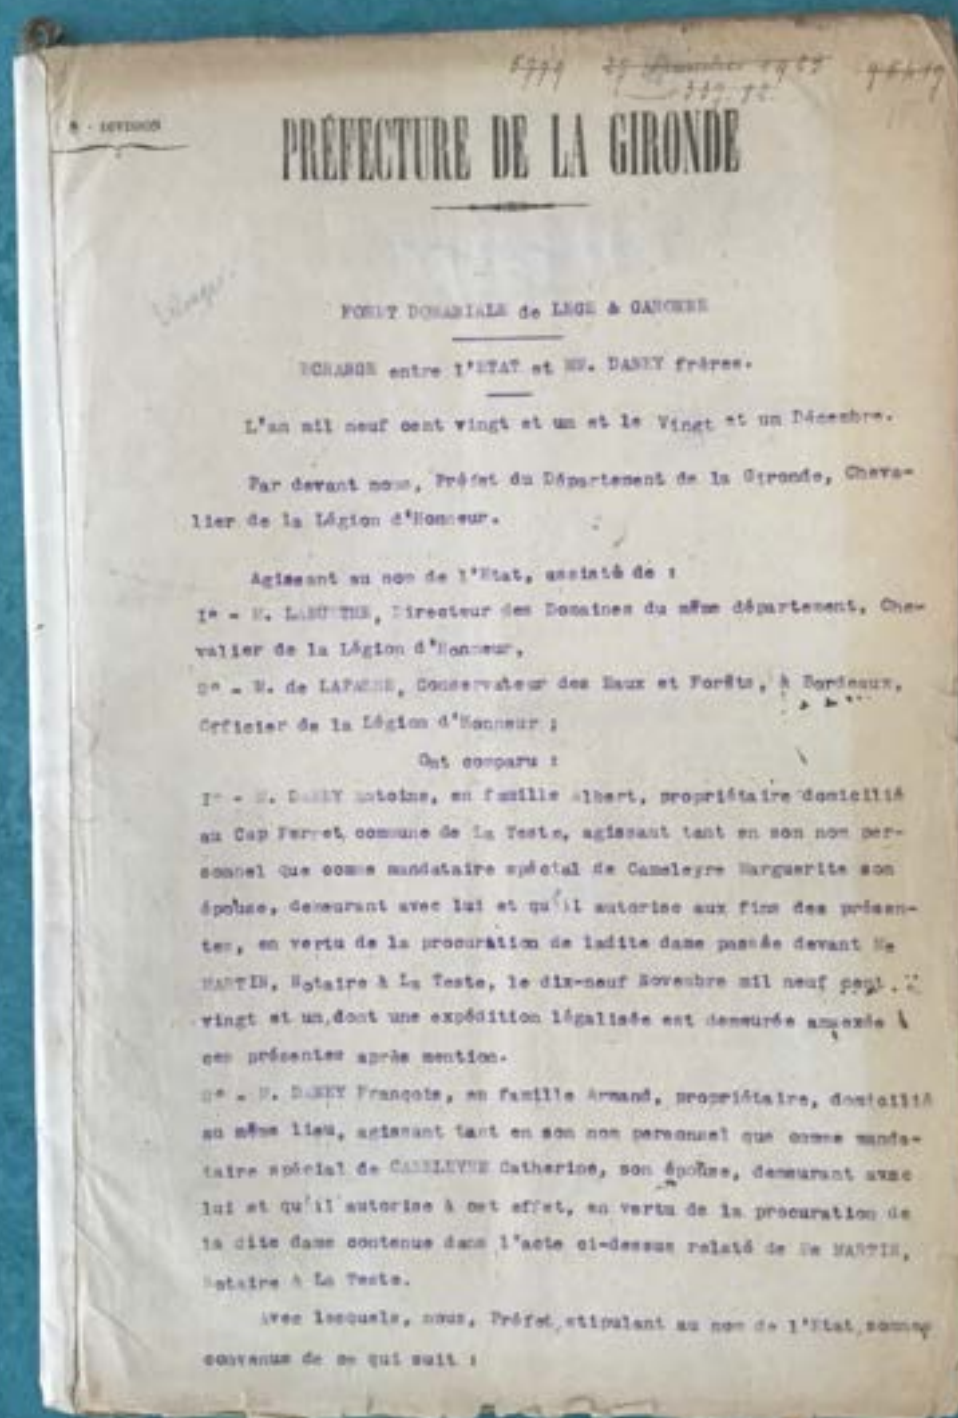 5799
DIVISION
PRÉFECTURE DE LA GIRONDE
FORET DOMANIALE de LEGE & GARONNE
ECHANGE entre l'ETAT et MM. DANEY frères.
L'an mil neuf cent vingt et un et le Vingt et un Décembre.
Par devant nous, Préfet du Département de la Gironde, Cheva-
lier de la Légion d'Honneur.
Agissant au nom de l'Etat, assisté de :
I° - M. Directeur des Domaines du même département, Che-
valier de la Légion d'Honneur,
2° - M. de Conservateur des Eaux et Forêts, à Bordeaux,
Officier de la Légion d'Honneur ;
Ont comparu :
I° - M. DANEY Antoine, en famille Albert, propriétaire domicilié
au Cap Ferret, commune de La Teste, agissant tant en son nom per-
sonnel que comme mandataire spécial de Cameleyre Marguerite son
épouse, demeurant avec lui et qu'il autorise aux fins des présen-
tes, en vertu de la procuration de ladite dame passée devant Me
MARTIN, Notaire à La Teste, le dix-neuf Novembre mil neuf cent
vingt et un, dont une expédition légalisée est demeurée annexée à
ces présentes après mention.
2° - M. DANEY François, en famille Armand, propriétaire, domicilié
au même lieu, agissant tant en son nom personnel que comme manda-
taire spécial de CAMELEYRE Catherine, son épouse, demeurant avec
lui et qu'il autorise à cet effet, en vertu de la procuration de
la dite dame contenue dans l'acte ci-dessus relaté de Me MARTIN,
Notaire à La Teste.
Avec lesquels, nous, Préfet, stipulant au nom de l'Etat, sommes
convenus de ce qui suit :